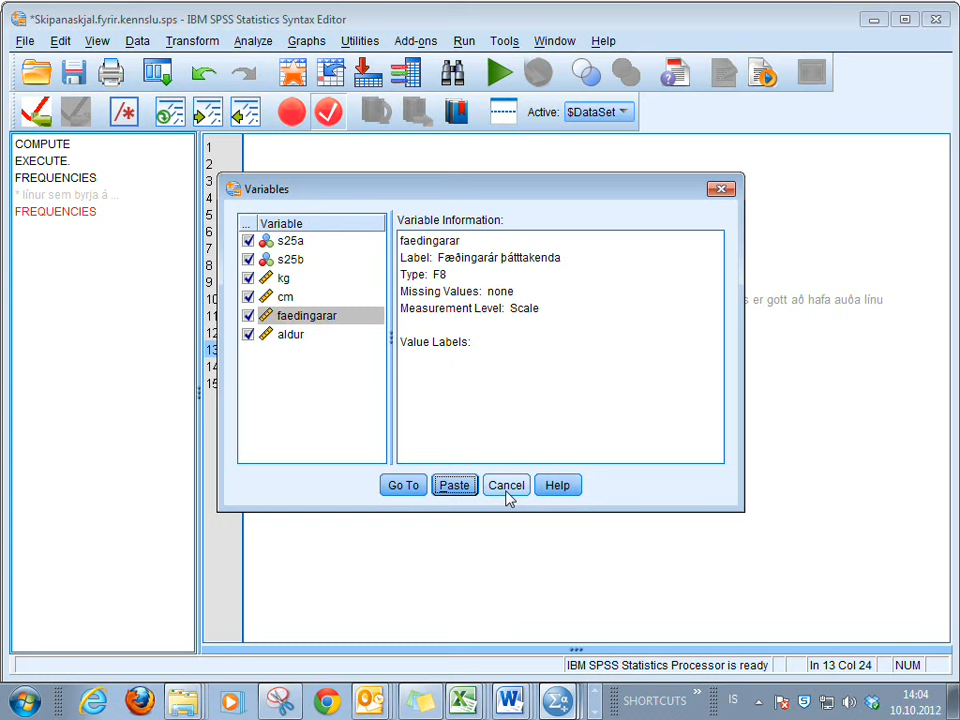 *Skipanaskjal.fyrir.kennslu.sps - IBM SPSS Statistics Syntax Editor
File Edit View Data Transform Analyze Graphs Utilities Add-ons Run Tools Window Help
Active: $DataSet
COMPUTE
EXECUTE.
FREQUENCIES
* línur sem byrja á ...
FREQUENCIES
1
2
3
4
5
6
7
8
9
10
11
12
13
14
15
s er gott að hafa auða línu
Variables
... Variable
s25a
s25b
kg
cm
faedingarar
aldur
Variable Information:
faedingarar
Label: Fæðingarár þátttakenda
Type: F8
Missing Values: none
Measurement Level: Scale
Value Labels:
Go To Paste Cancel Help
IBM SPSS Statistics Processor is ready In 13 Col 24 NUM
SHORTCUTS » IS 14:04
10.10.2012